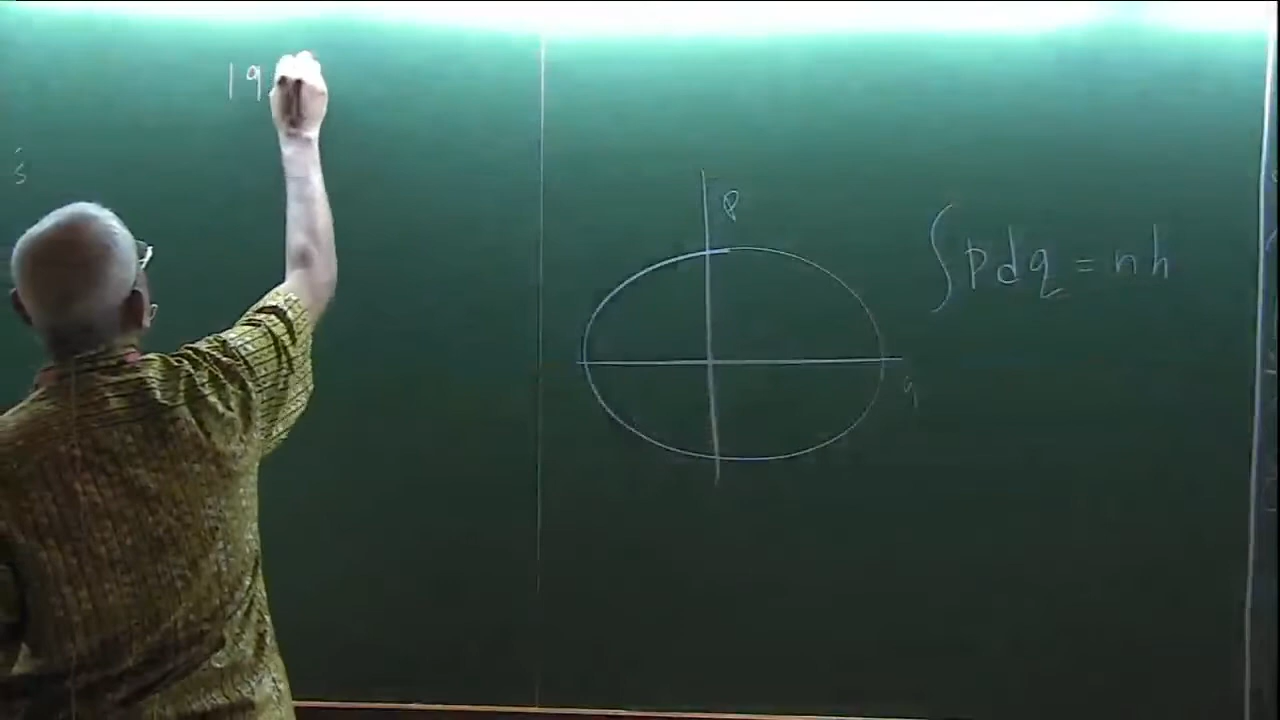 19
P
∫pdq = nh
q